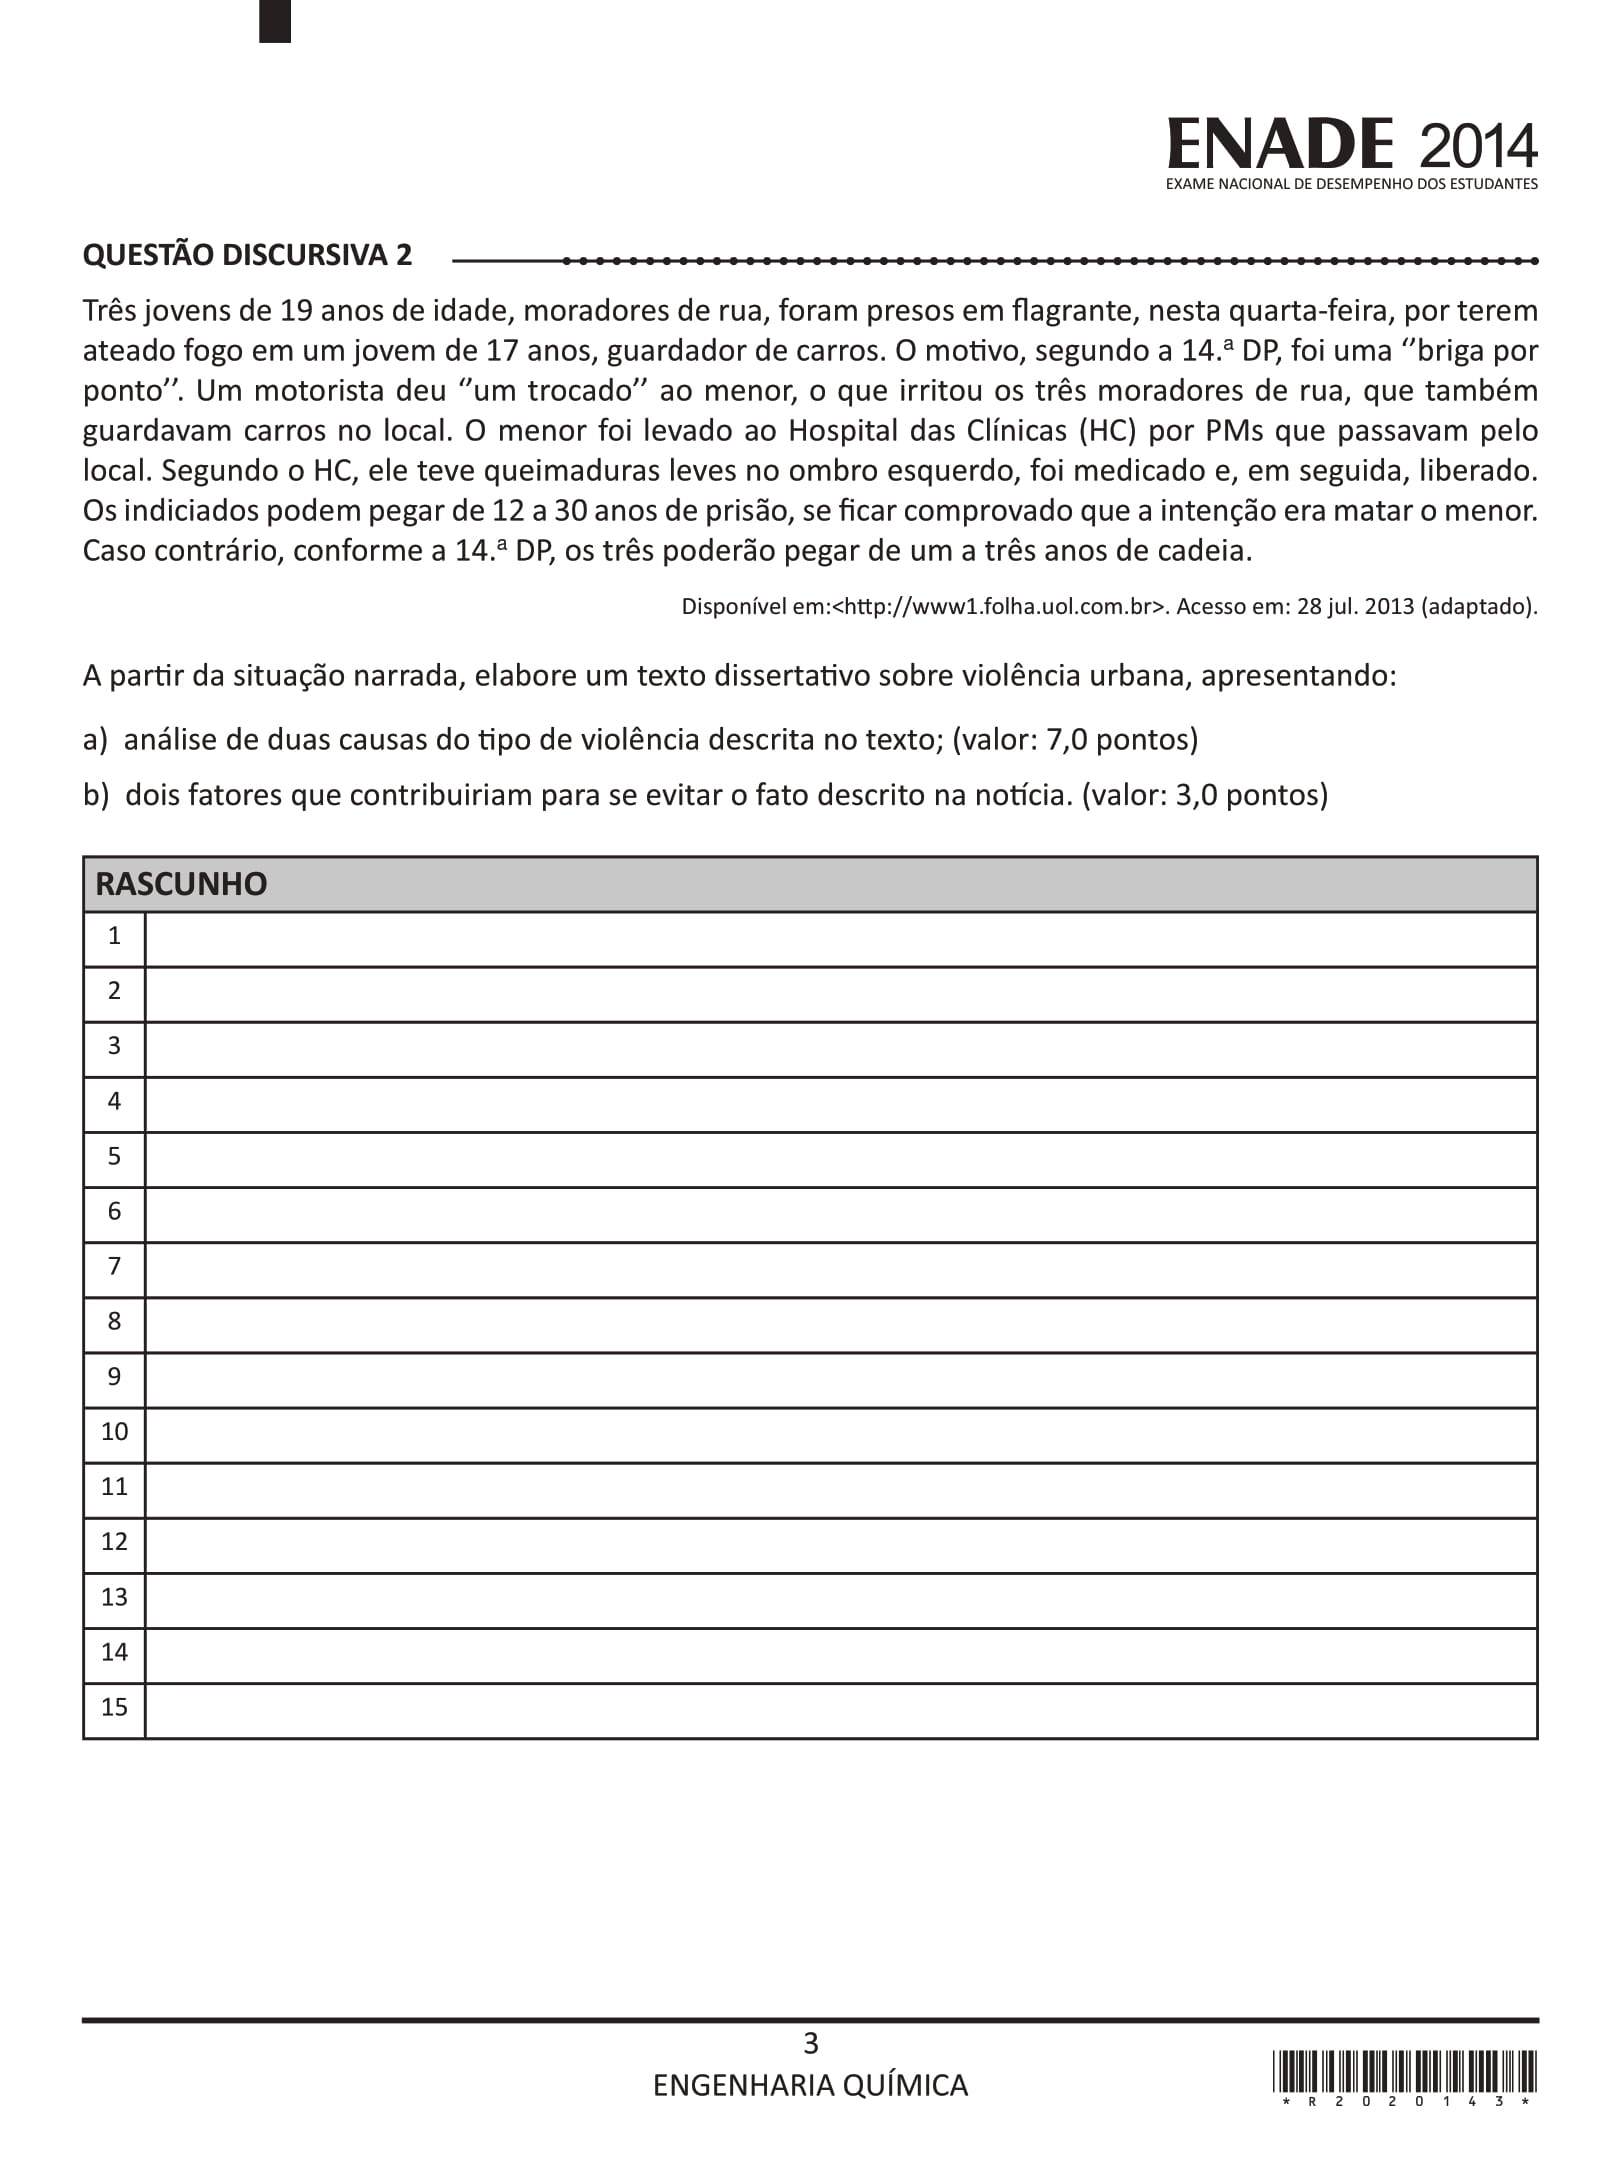 ENADE 2014
EXAME NACIONAL DE DESEMPENHO DOS ESTUDANTES
QUESTÃO DISCURSIVA 2
Três jovens de 19 anos de idade, moradores de rua, foram presos em flagrante, nesta quarta-feira, por terem
ateado fogo em um jovem de 17 anos, guardador de carros. O motivo, segundo a 14.ª DP, foi uma ‘’briga por
ponto’’. Um motorista deu ‘’um trocado’’ ao menor, o que irritou os três moradores de rua, que também
guardavam carros no local. O menor foi levado ao Hospital das Clínicas (HC) por PMs que passavam pelo
local. Segundo o HC, ele teve queimaduras leves no ombro esquerdo, foi medicado e, em seguida, liberado.
Os indiciados podem pegar de 12 a 30 anos de prisão, se ficar comprovado que a intenção era matar o menor.
Caso contrário, conforme a 14.ª DP, os três poderão pegar de um a três anos de cadeia.
Disponível em:<http://www1.folha.uol.com.br>. Acesso em: 28 jul. 2013 (adaptado).
A partir da situação narrada, elabore um texto dissertativo sobre violência urbana, apresentando:
a) análise de duas causas do tipo de violência descrita no texto; (valor: 7,0 pontos)
b) dois fatores que contribuiriam para se evitar o fato descrito na notícia. (valor: 3,0 pontos)
RASCUNHO
1
2
3
4
5
6
7
8
9
10
11
12
13
14
15
3
ENGENHARIA QUÍMICA
* R 2 0 2 0 1 4 3 *